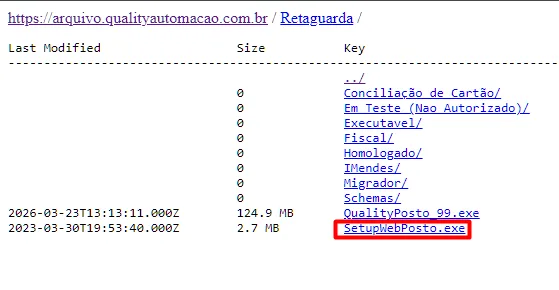 https://arquivo.qualityautomacao.com.br / Retaguarda /
Last Modified Size Key
--------------------------------------------------------------------------------
../
0 Conciliação de Cartão/
0 Em Teste (Nao Autorizado)/
0 Executavel/
0 Fiscal/
0 Homologado/
0 IMendes/
0 Migrador/
0 Schemas/
2026-03-23T13:13:11.000Z 124.9 MB QualityPosto_99.exe
2023-03-30T19:53:40.000Z 2.7 MB SetupWebPosto.exe